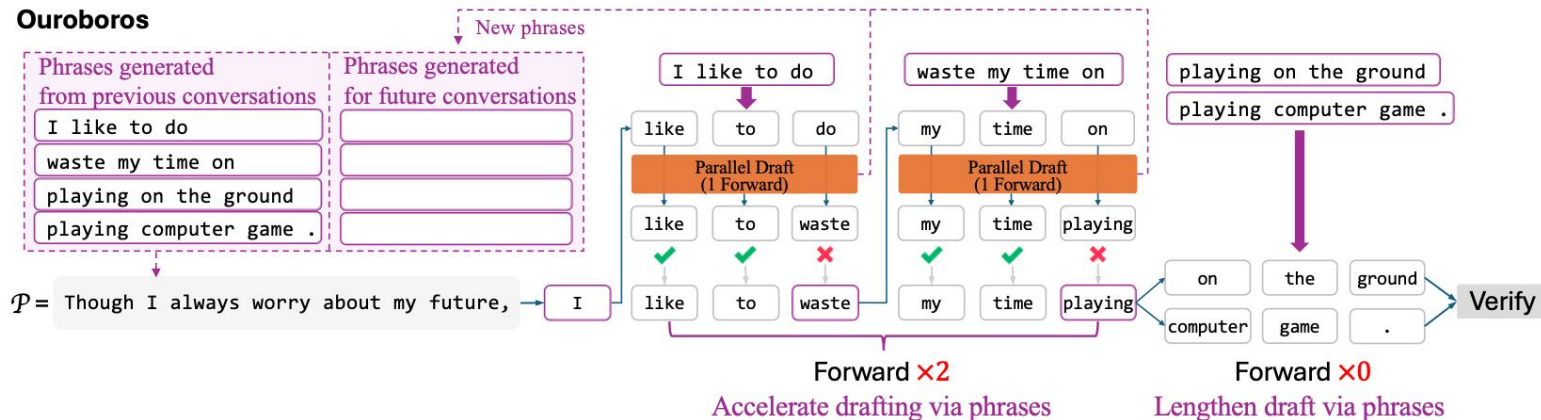 Ouroboros
New phrases
Phrases generated
from previous conversations
Phrases generated
for future conversations
I like to do
waste my time on
playing on the ground
playing computer game .
I like to do
waste my time on
playing on the ground
playing computer game .
like to do
my time on
Parallel Draft
(1 Forward)
Parallel Draft
(1 Forward)
like to waste
my time playing
𝒫 = Though I always worry about my future,
I
like to waste
my time playing
on the ground
computer game .
Verify
Forward ×2
Accelerate drafting via phrases
Forward ×0
Lengthen draft via phrases